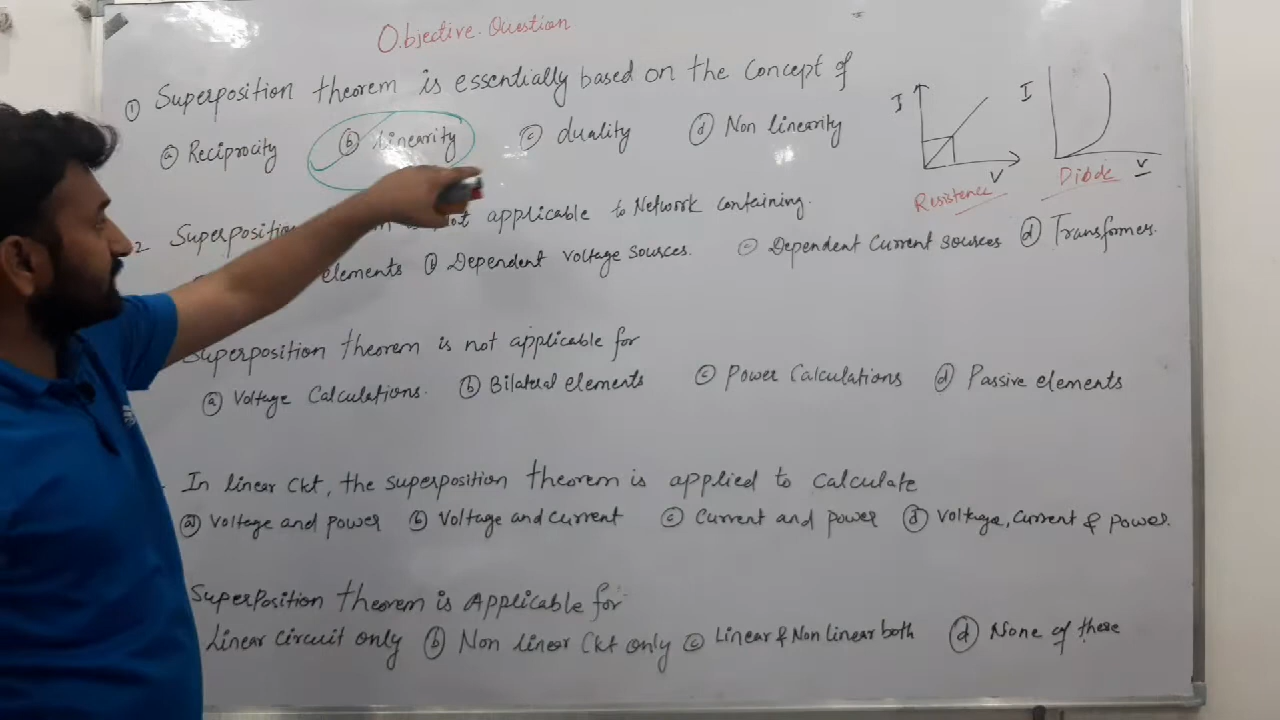 Objective Question
① Superposition theorem is essentially based on the concept of
ⓐ Reciprocity ⓑ Linearity ⓒ duality ⓓ Non linearity
I V Resistence
I V Diode
2. Superposition not applicable to Network containing.
elements ⓑ Dependent voltage sources. ⓒ Dependent Current sources ⓓ Transformers.
Superposition theorem is not applicable for
ⓐ Voltage Calculations. ⓑ Bilateral elements ⓒ Power Calculations ⓓ Passive elements
In linear Ckt, the superposition theorem is applied to calculate
ⓐ Voltage and power ⓑ Voltage and current ⓒ Current and power ⓓ Voltage, Current & power.
SuperPosition theorem is Applicable for
Linear Circuit only ⓑ Non linear Ckt only ⓒ Linear & Non linear both ⓓ None of these